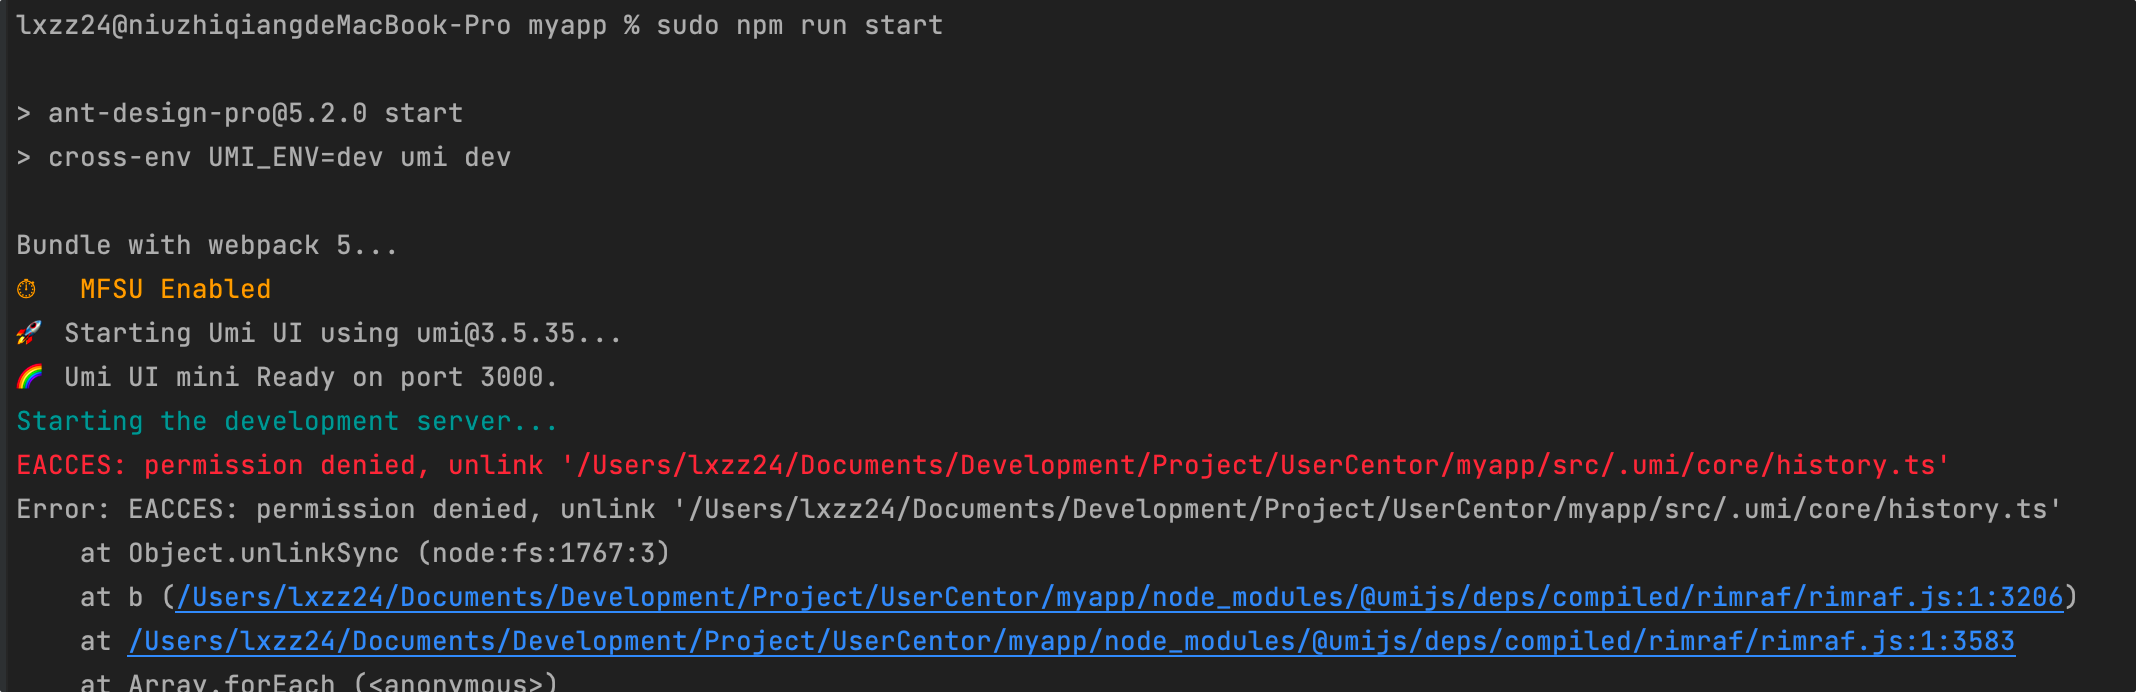 lxzz24@niuzhiqiangdeMacBook-Pro myapp % sudo npm run start
> ant-design-pro@5.2.0 start
> cross-env UMI_ENV=dev umi dev
Bundle with webpack 5...
⏱ MFSU Enabled
🚀 Starting Umi UI using umi@3.5.35...
🌈 Umi UI mini Ready on port 3000.
Starting the development server...
EACCES: permission denied, unlink '/Users/lxzz24/Documents/Development/Project/UserCentor/myapp/src/.umi/core/history.ts'
Error: EACCES: permission denied, unlink '/Users/lxzz24/Documents/Development/Project/UserCentor/myapp/src/.umi/core/history.ts'
at Object.unlinkSync (node:fs:1767:3)
at b (/Users/lxzz24/Documents/Development/Project/UserCentor/myapp/node_modules/@umijs/deps/compiled/rimraf/rimraf.js:1:3206)
at /Users/lxzz24/Documents/Development/Project/UserCentor/myapp/node_modules/@umijs/deps/compiled/rimraf/rimraf.js:1:3583
at Array.forEach (<anonymous>)